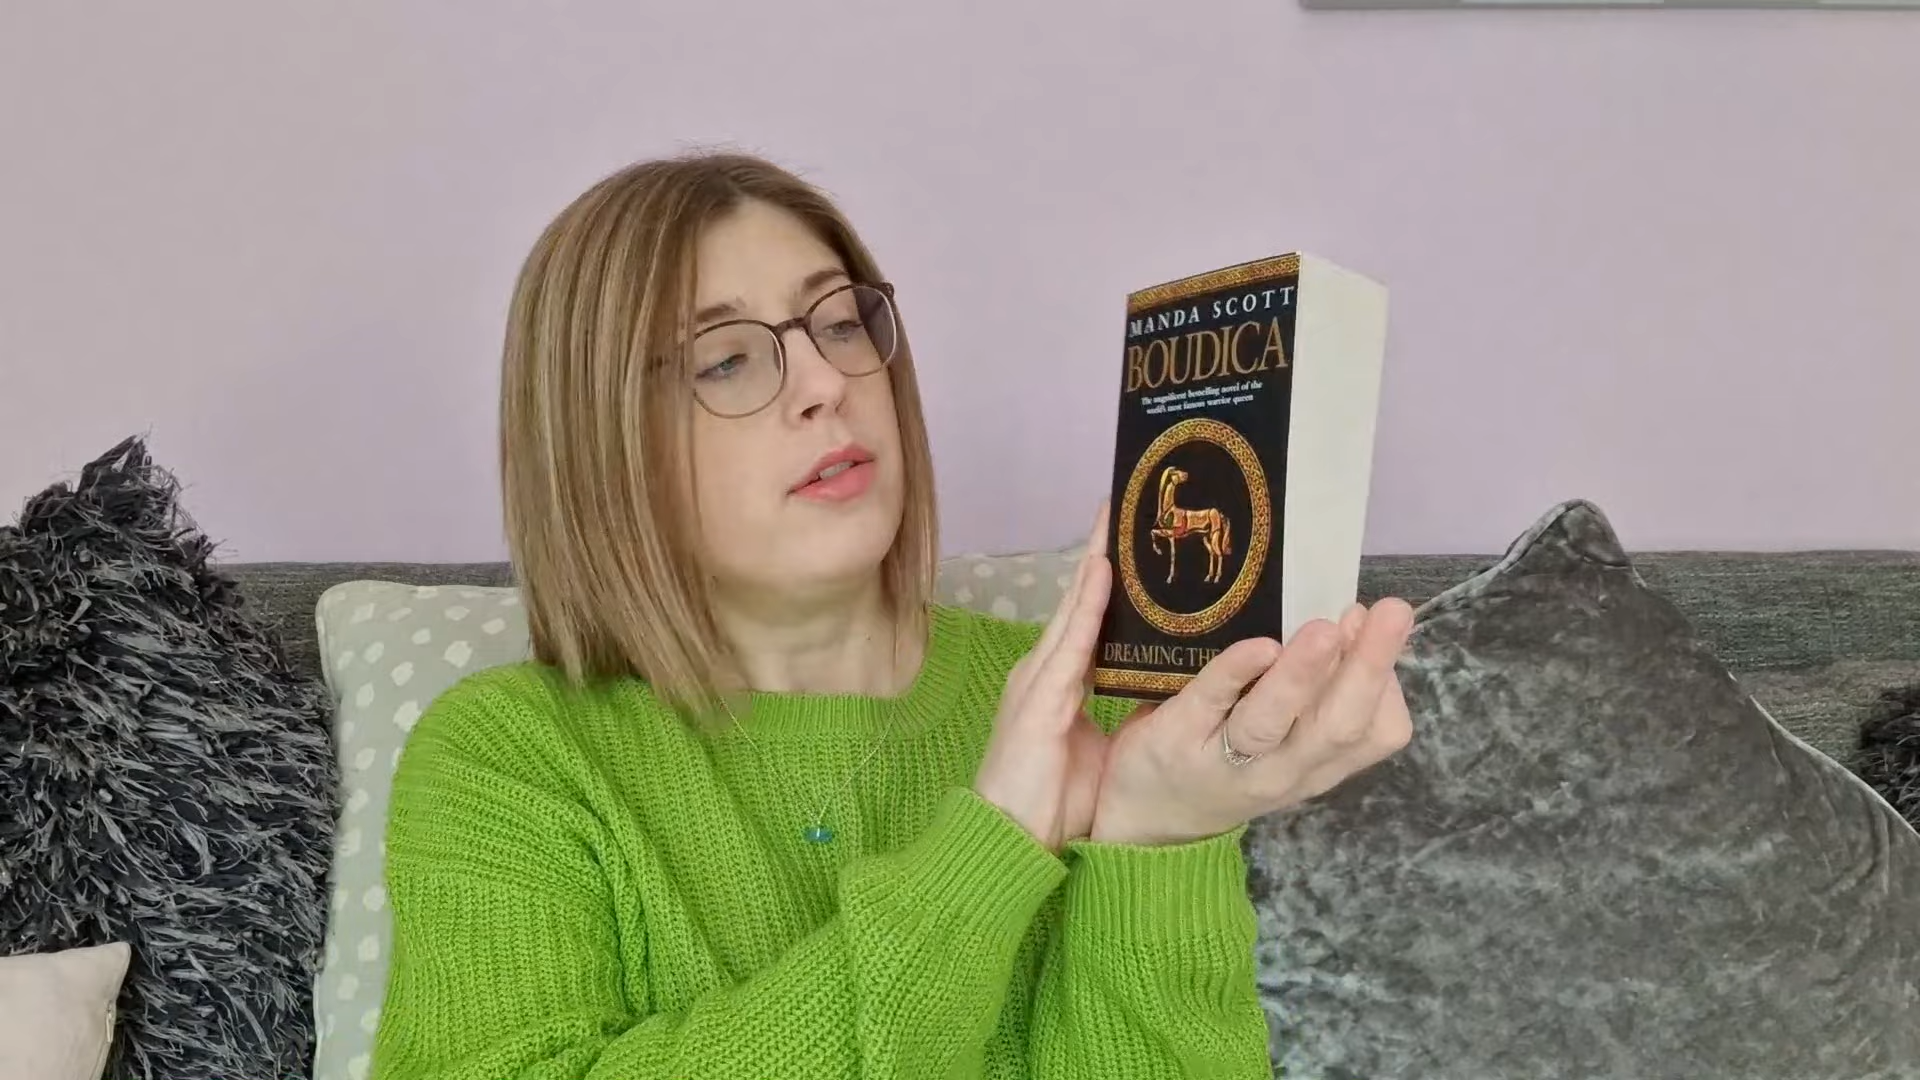 MANDA SCOTT
BOUDICA
The magnificent bestselling novel of the
world's most famous warrior queen
DREAMING THE